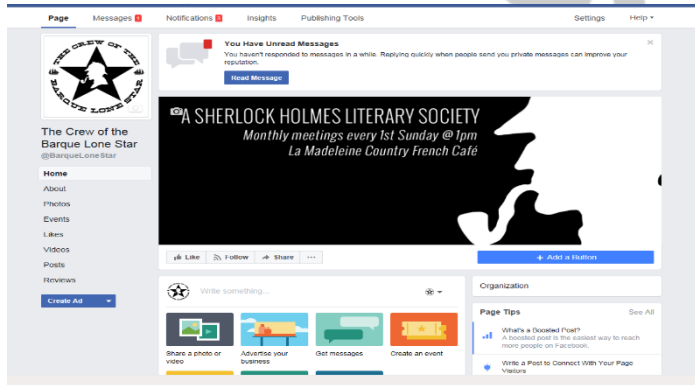 Page Messages 1 Notifications 5 Insights Publishing Tools Settings Help
THE CREW OF THE BARQUE LONE STAR
You Have Unread Messages
You haven't responded to messages in a while. Replying quickly when people send you private messages can improve your
reputation.
Read Message
A SHERLOCK HOLMES LITERARY SOCIETY
Monthly meetings every 1st Sunday @ 1pm
La Madeleine Country French Café
The Crew of the
Barque Lone Star
@BarqueLoneStar
Home
About
Photos
Events
Likes
Videos
Posts
Reviews
Create Ad
Like Follow Share ...
+ Add a Button
Write something...
Share a photo or
video
Advertise your
business
Get messages
Create an event
Organization
Page Tips See All
What's a Boosted Post?
A boosted post is the easiest way to reach
more people on Facebook.
Write a Post to Connect With Your Page
Visitors